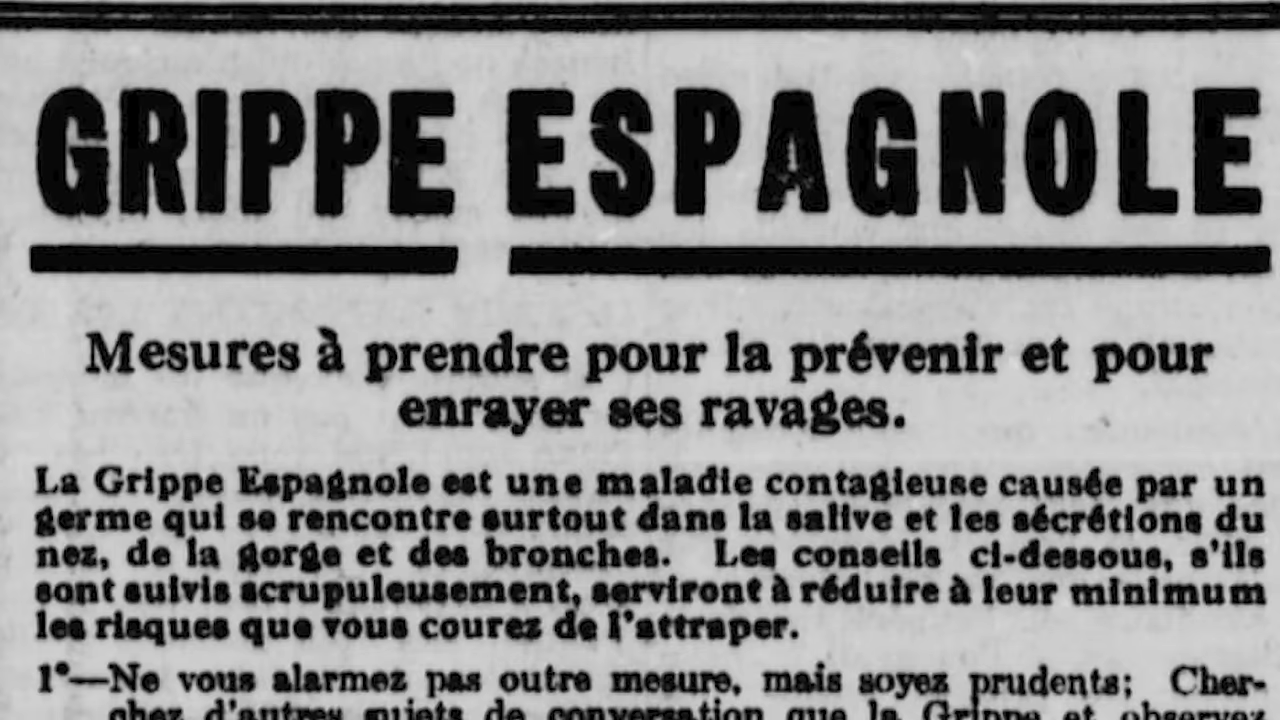 GRIPPE ESPAGNOLE
Mesures à prendre pour la prévenir et pour
enrayer ses ravages.
La Grippe Espagnole est une maladie contagieuse causée par un
germe qui se rencontre surtout dans la salive et les sécrétions du
nez, de la gorge et des bronches. Les conseils ci-dessous, s'ils
sont suivis scrupuleusement, serviront à réduire à leur minimum
les risques que vous courez de l'attraper.
1°—Ne vous alarmez pas outre mesure, mais soyez prudents; Cher-
chez d'autres sujets de conversation que la Grippe et observez